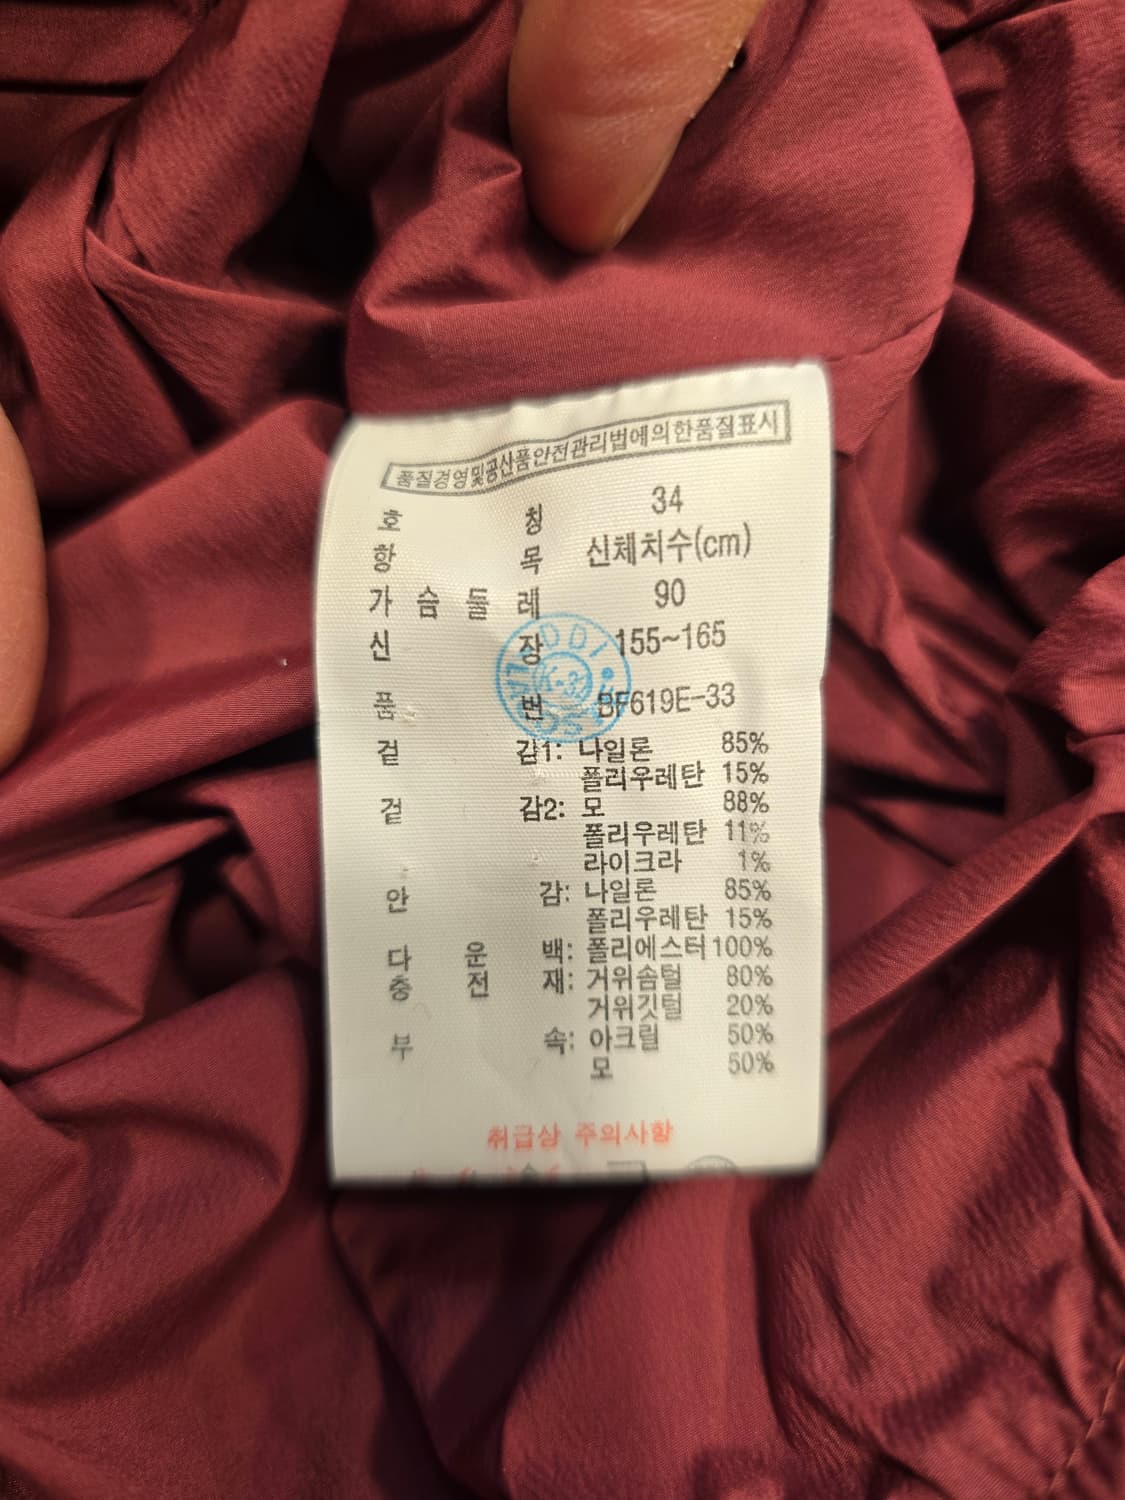 품질경영및공산품안전관리법에의한품질표시
호 칭 34
항 목 신체치수(cm)
가 슴 둘 레 90
신 장 155~165
품 번 BF619E-33
겉 감1: 나일론 85%
폴리우레탄 15%
겉 감2: 모 88%
폴리우레탄 11%
라이크라 1%
안 감: 나일론 85%
폴리우레탄 15%
다 운 백: 폴리에스터 100%
충 전 재: 거위솜털 80%
거위깃털 20%
부 속: 아크릴 50%
모 50%
취급상 주의사항